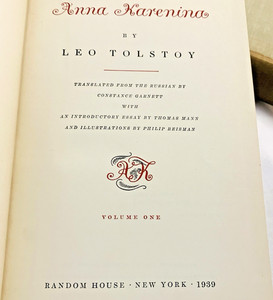 Anna Karenina
BY
LEO TOLSTOY
TRANSLATED FROM THE RUSSIAN BY
CONSTANCE GARNETT
WITH
AN INTRODUCTORY ESSAY BY THOMAS MANN
AND ILLUSTRATIONS BY PHILIP REISMAN
AK
VOLUME ONE
RANDOM HOUSE · NEW YORK · 1939